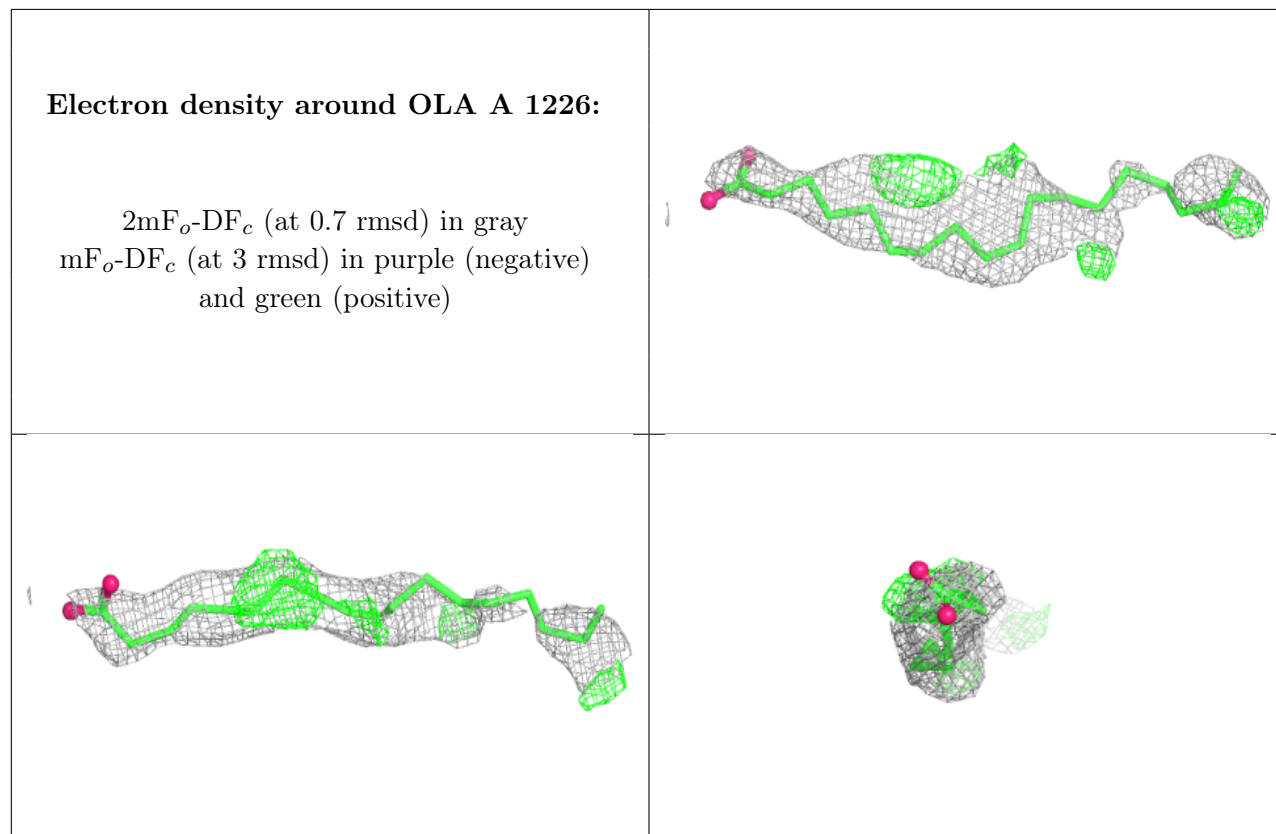 Electron density around OLA A 1226:
2mFₒ-DF𝒸 (at 0.7 rmsd) in gray
mFₒ-DF𝒸 (at 3 rmsd) in purple (negative)
and green (positive)